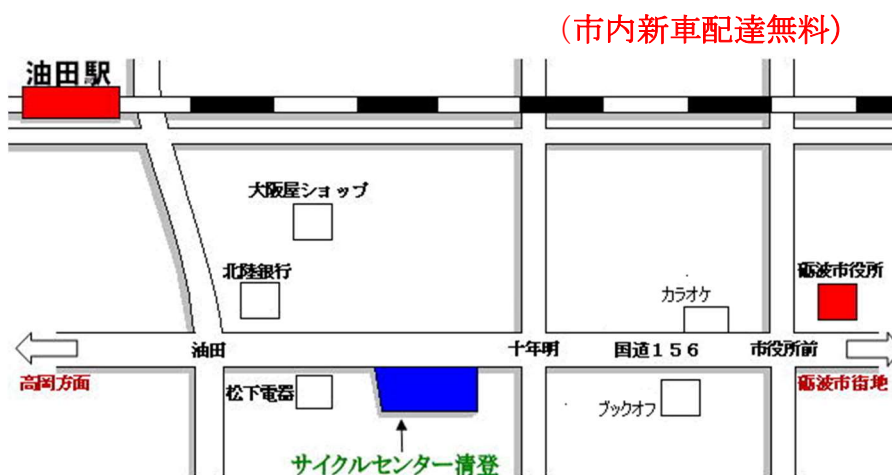 (市内新車配達無料)
油田駅
大阪屋ショップ
北陸銀行
砺波市役所
カラオケ
油田
十年明
国道156
市役所前
高岡方面
松下電器
ブックオフ
砺波市街地
サイクルセンター清登